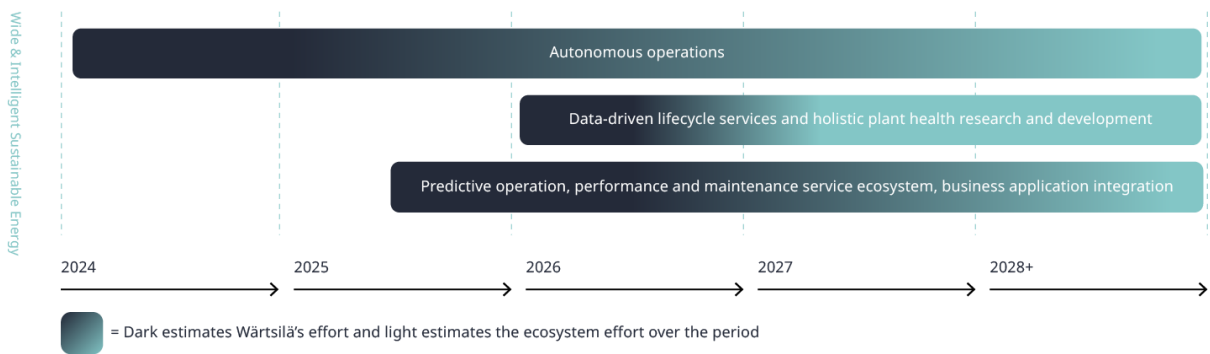 Wide & Intelligent Sustainable Energy
Autonomous operations
Data-driven lifecycle services and holistic plant health research and development
Predictive operation, performance and maintenance service ecosystem, business application integration
2024
2025
2026
2027
2028+
= Dark estimates Wärtsilä’s effort and light estimates the ecosystem effort over the period